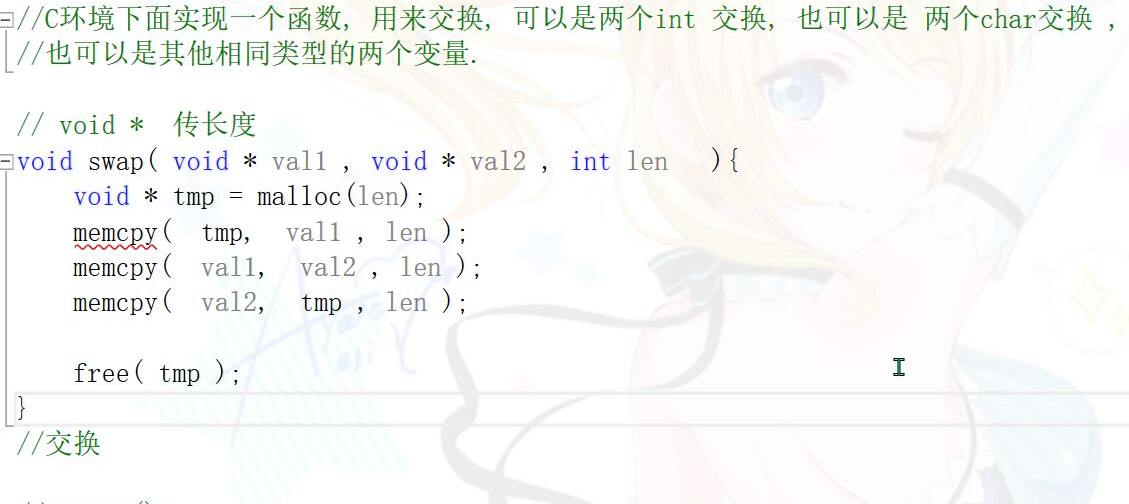 //C环境下面实现一个函数, 用来交换, 可以是两个int 交换, 也可以是 两个char交换 ,
//也可以是其他相同类型的两个变量.
// void *  传长度
void swap( void * val1 , void * val2 , int len   ){
void * tmp = malloc(len);
memcpy(  tmp,  val1 , len );
memcpy(  val1,  val2 , len );
memcpy(  val2,  tmp , len );
free( tmp );
}
//交换